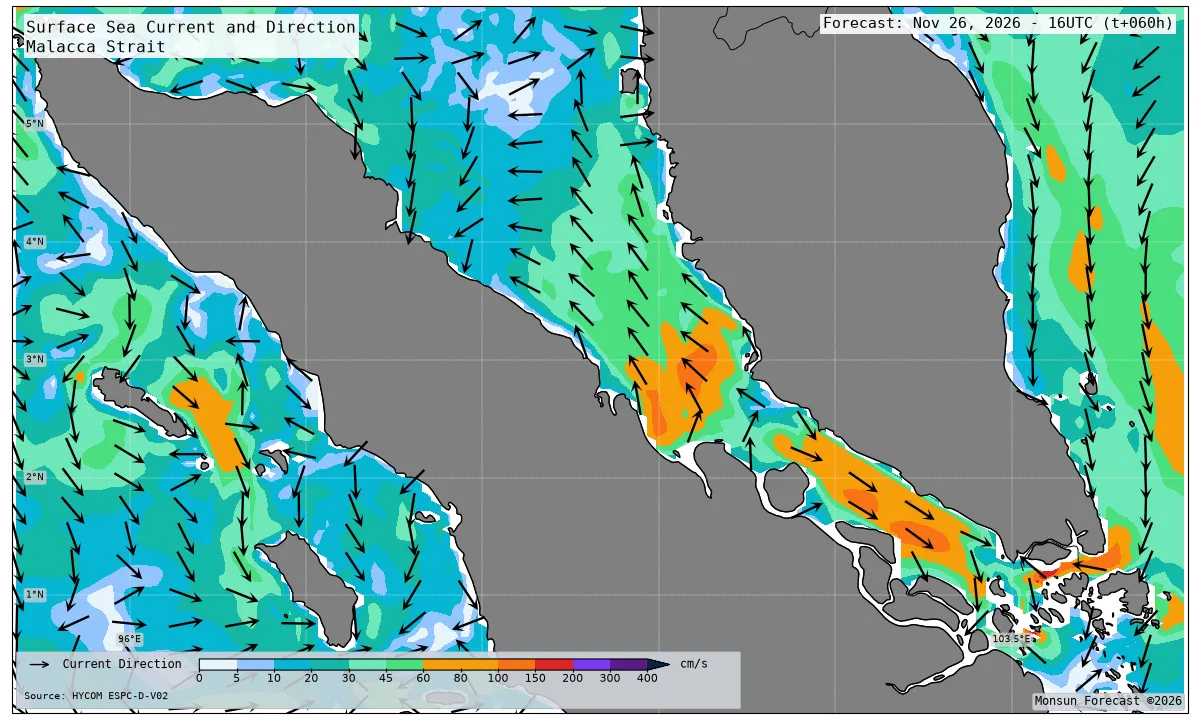 Surface Sea Current and Direction
Malacca Strait
Forecast: Nov 26, 2026 - 16UTC (t+060h)
5°N
4°N
3°N
2°N
1°N
96°E
103.5°E
Current Direction
0 5 10 20 30 45 60 80 100 150 200 300 400
cm/s
Source: HYCOM ESPC-D-V02
Monsun Forecast ©2026